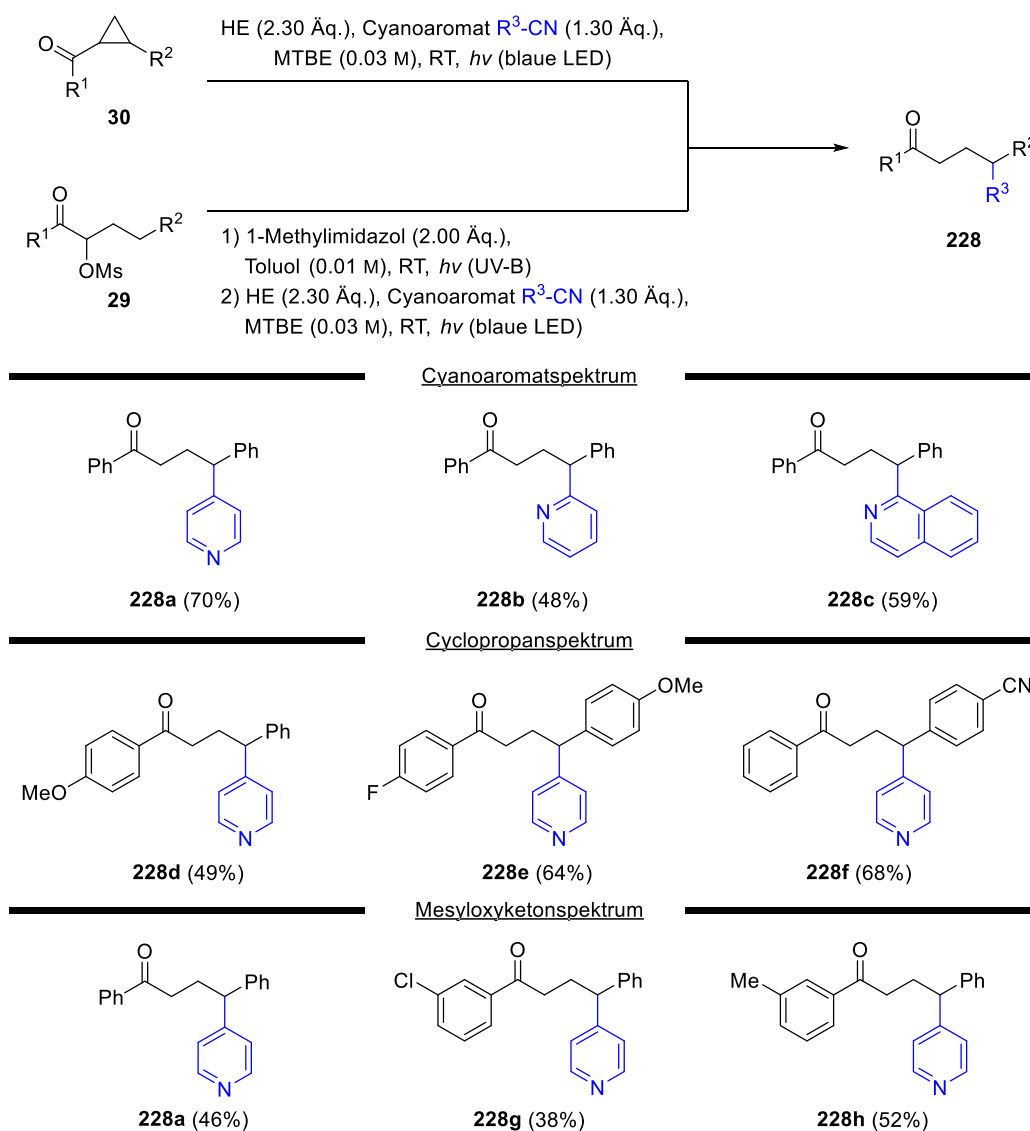 HE (2.30 Äq.), Cyanoaromat R³-CN (1.30 Äq.),
MTBE (0.03 M), RT, hv (blaue LED)
O
R²
R¹
30
O
R¹
R²
R³
228
O
R¹
R²
OMs
29
1) 1-Methylimidazol (2.00 Äq.),
Toluol (0.01 M), RT, hv (UV-B)
2) HE (2.30 Äq.), Cyanoaromat R³-CN (1.30 Äq.),
MTBE (0.03 M), RT, hv (blaue LED)
Cyanoaromatspektrum
O
Ph
Ph
N
228a (70%)
O
Ph
Ph
N
228b (48%)
O
Ph
Ph
N
228c (59%)
Cyclopropanspektrum
O
Ph
MeO
N
228d (49%)
O
OMe
F
N
228e (64%)
O
CN
N
228f (68%)
Mesyloxyketonspektrum
O
Ph
Ph
N
228a (46%)
O
Cl
Ph
N
228g (38%)
O
Me
Ph
N
228h (52%)